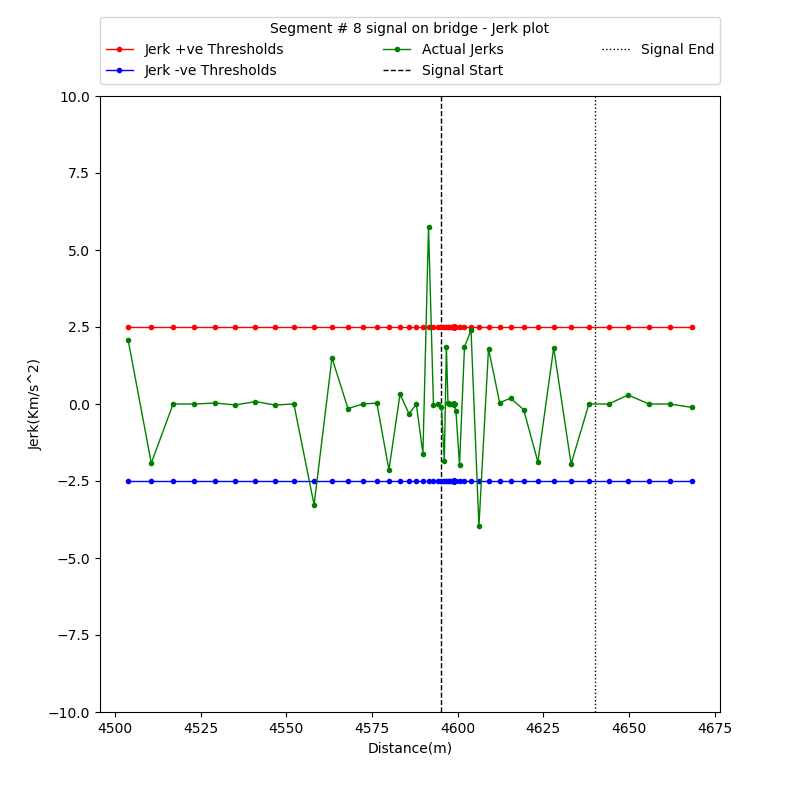 Segment # 8 signal on bridge - Jerk plot
Jerk +ve Thresholds Actual Jerks Signal End
Jerk -ve Thresholds Signal Start
10.0
7.5
5.0
2.5
0.0
−2.5
−5.0
−7.5
−10.0
Jerk(Km/s^2)
4500 4525 4550 4575 4600 4625 4650 4675
Distance(m)